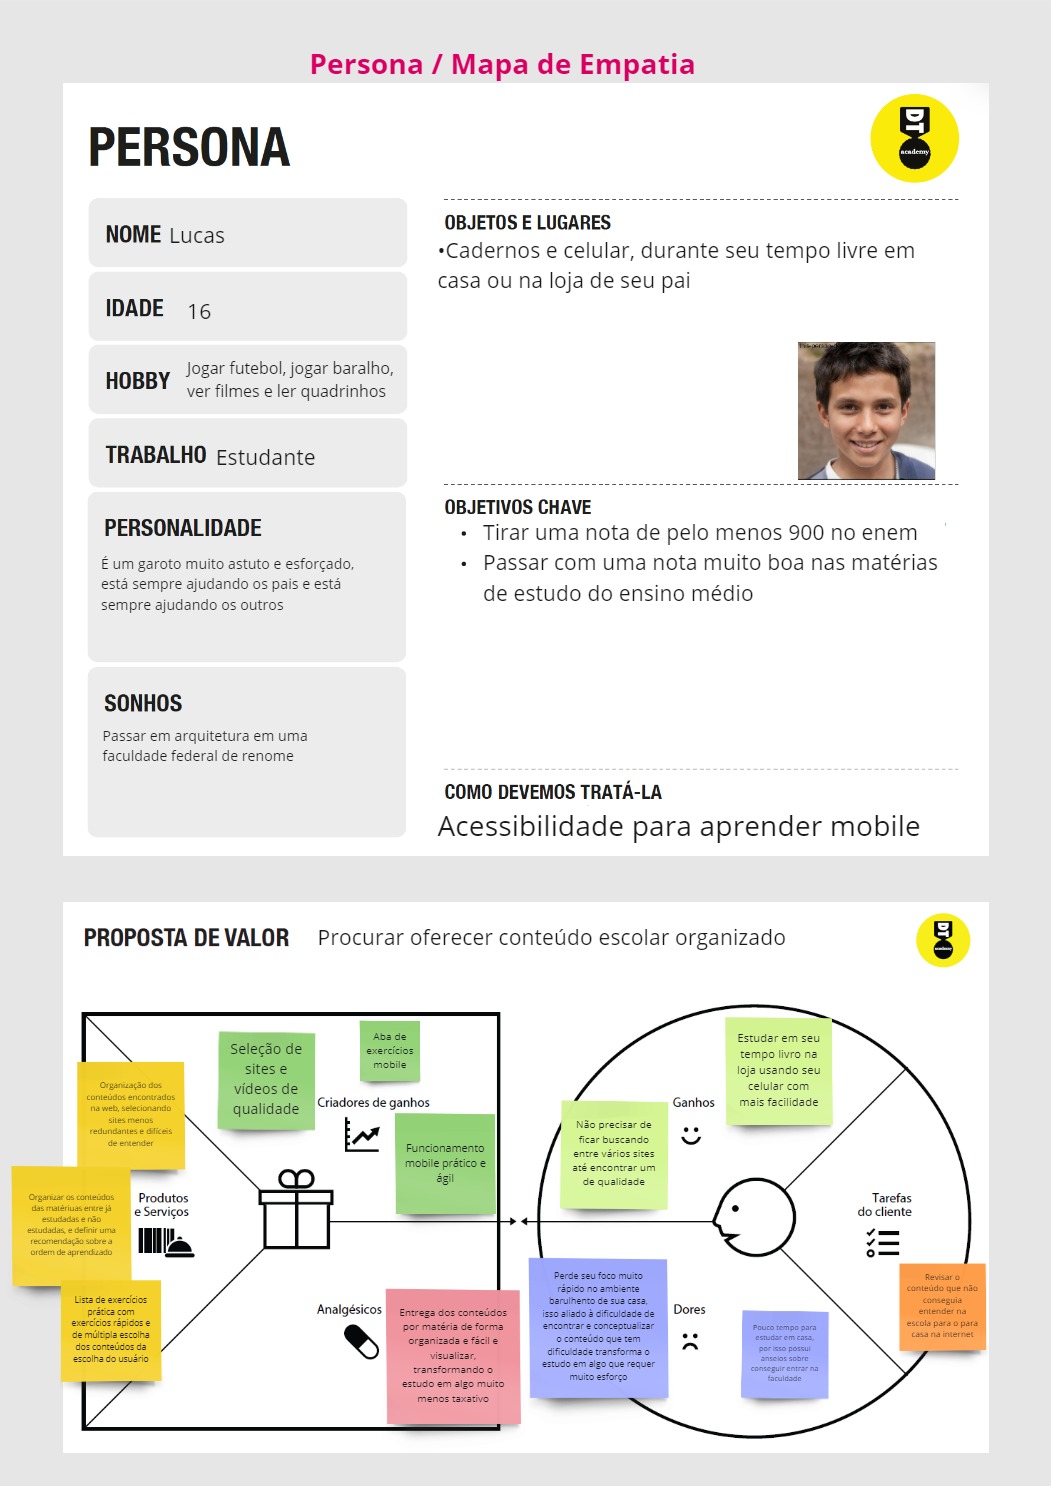 Persona / Mapa de Empatia
PERSONA
DT
academy
NOME Lucas
IDADE 16
HOBBY
Jogar futebol, jogar baralho,
ver filmes e ler quadrinhos
TRABALHO Estudante
PERSONALIDADE
É um garoto muito astuto e esforçado,
está sempre ajudando os pais e está
sempre ajudando os outros
SONHOS
Passar em arquitetura em uma
faculdade federal de renome
OBJETOS E LUGARES
•Cadernos e celular, durante seu tempo livre em
casa ou na loja de seu pai
OBJETIVOS CHAVE
• Tirar uma nota de pelo menos 900 no enem
• Passar com uma nota muito boa nas matérias
de estudo do ensino médio
COMO DEVEMOS TRATÁ-LA
Acessibilidade para aprender mobile
PROPOSTA DE VALOR Procurar oferecer conteúdo escolar organizado
DT
academy
Organização dos
conteúdos encontrados
na web, selecionando
sites menos
redundantes e difíceis
de entender
Organizar os conteúdos
das matériuas entre já
estudadas e não
estudadas, e definir uma
recomendação sobre a
ordem de aprendizado
Lista de exercícios
prática com
exercícios rápidos e
de múltipla escolha
dos conteúdos da
escolha do usuário
Produtos
e Serviços
Seleção de
sites e
vídeos de
qualidade
Aba de
exercícios
mobile
Criadores de ganhos
Funcionamento
mobile prático e
ágil
Analgésicos
Entrega dos conteúdos
por matéria de forma
organizada e fácil e
visualizar,
transformando o
estudo em algo muito
menos taxativo
Estudar em seu
tempo livro na
loja usando seu
celular com
mais facilidade
Ganhos
Não precisar de
ficar buscando
entre vários sites
até encontrar um
de qualidade
Tarefas
do cliente
Revisar o
conteúdo que não
conseguia
entender na
escola para o para
casa na internet
Perde seu foco muito
rápido no ambiente
barulhento de sua casa,
isso aliado à dificuldade de
encontrar e conceptualizar
o conteúdo que tem
dificuldade transforma o
estudo em algo que requer
muito esforço
Dores
Pouco tempo para
estudar em casa,
por isso possui
anseios sobre
conseguir entrar na
faculdade